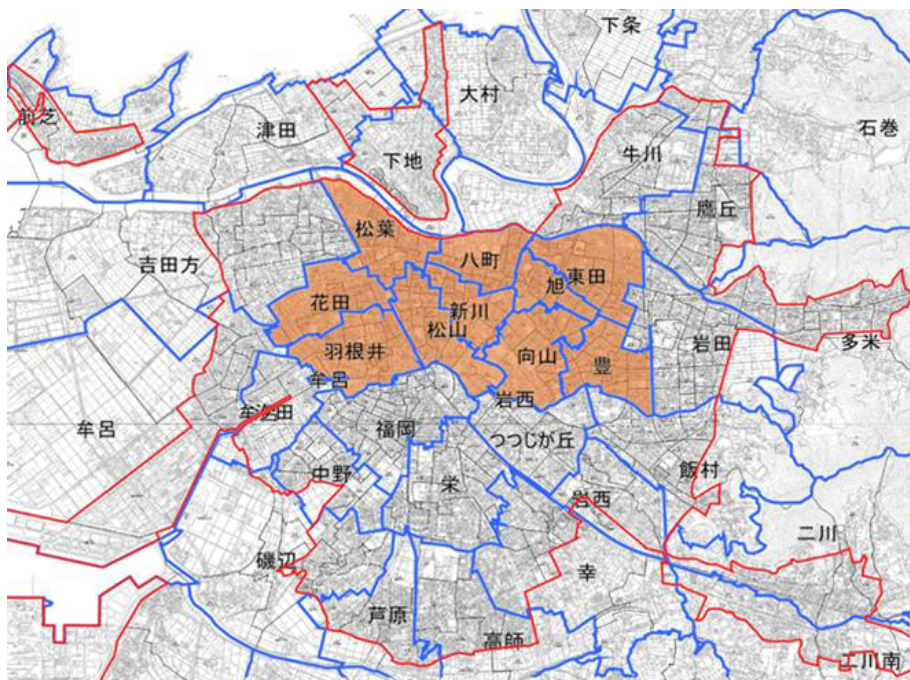 下条
大村
前芝
津田
石巻
牛川
下地
鷹丘
松葉
吉田方
八町
旭
東田
花田
新川
松山
岩田
多米
羽根井
向山
豊
牟呂
岩西
牟呂
福岡
つつじが丘
中野
飯村
栄
岩西
二川
磯辺
幸
芦原
高師
二川南